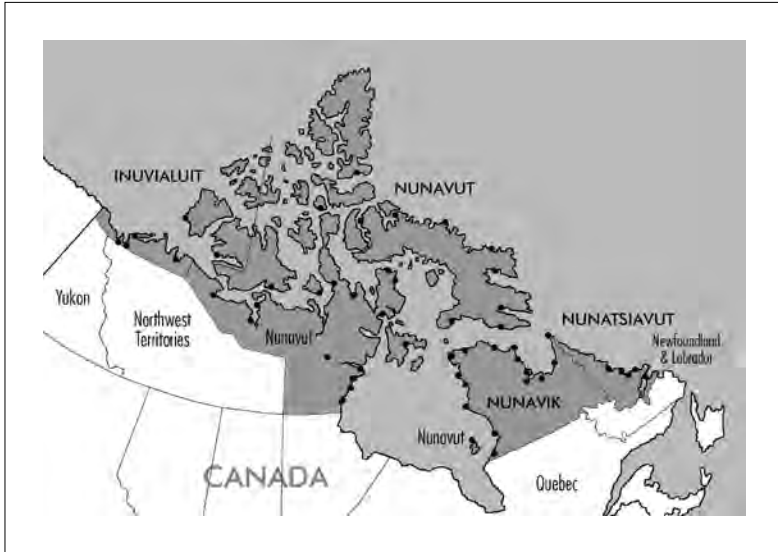 INUVIALUIT
NUNAVUT
NUNATSIAVUT
Newfoundland
& Labrador
Yukon
Northwest
Territories
Nunavut
NUNAVIK
Nunavut
CANADA
Quebec